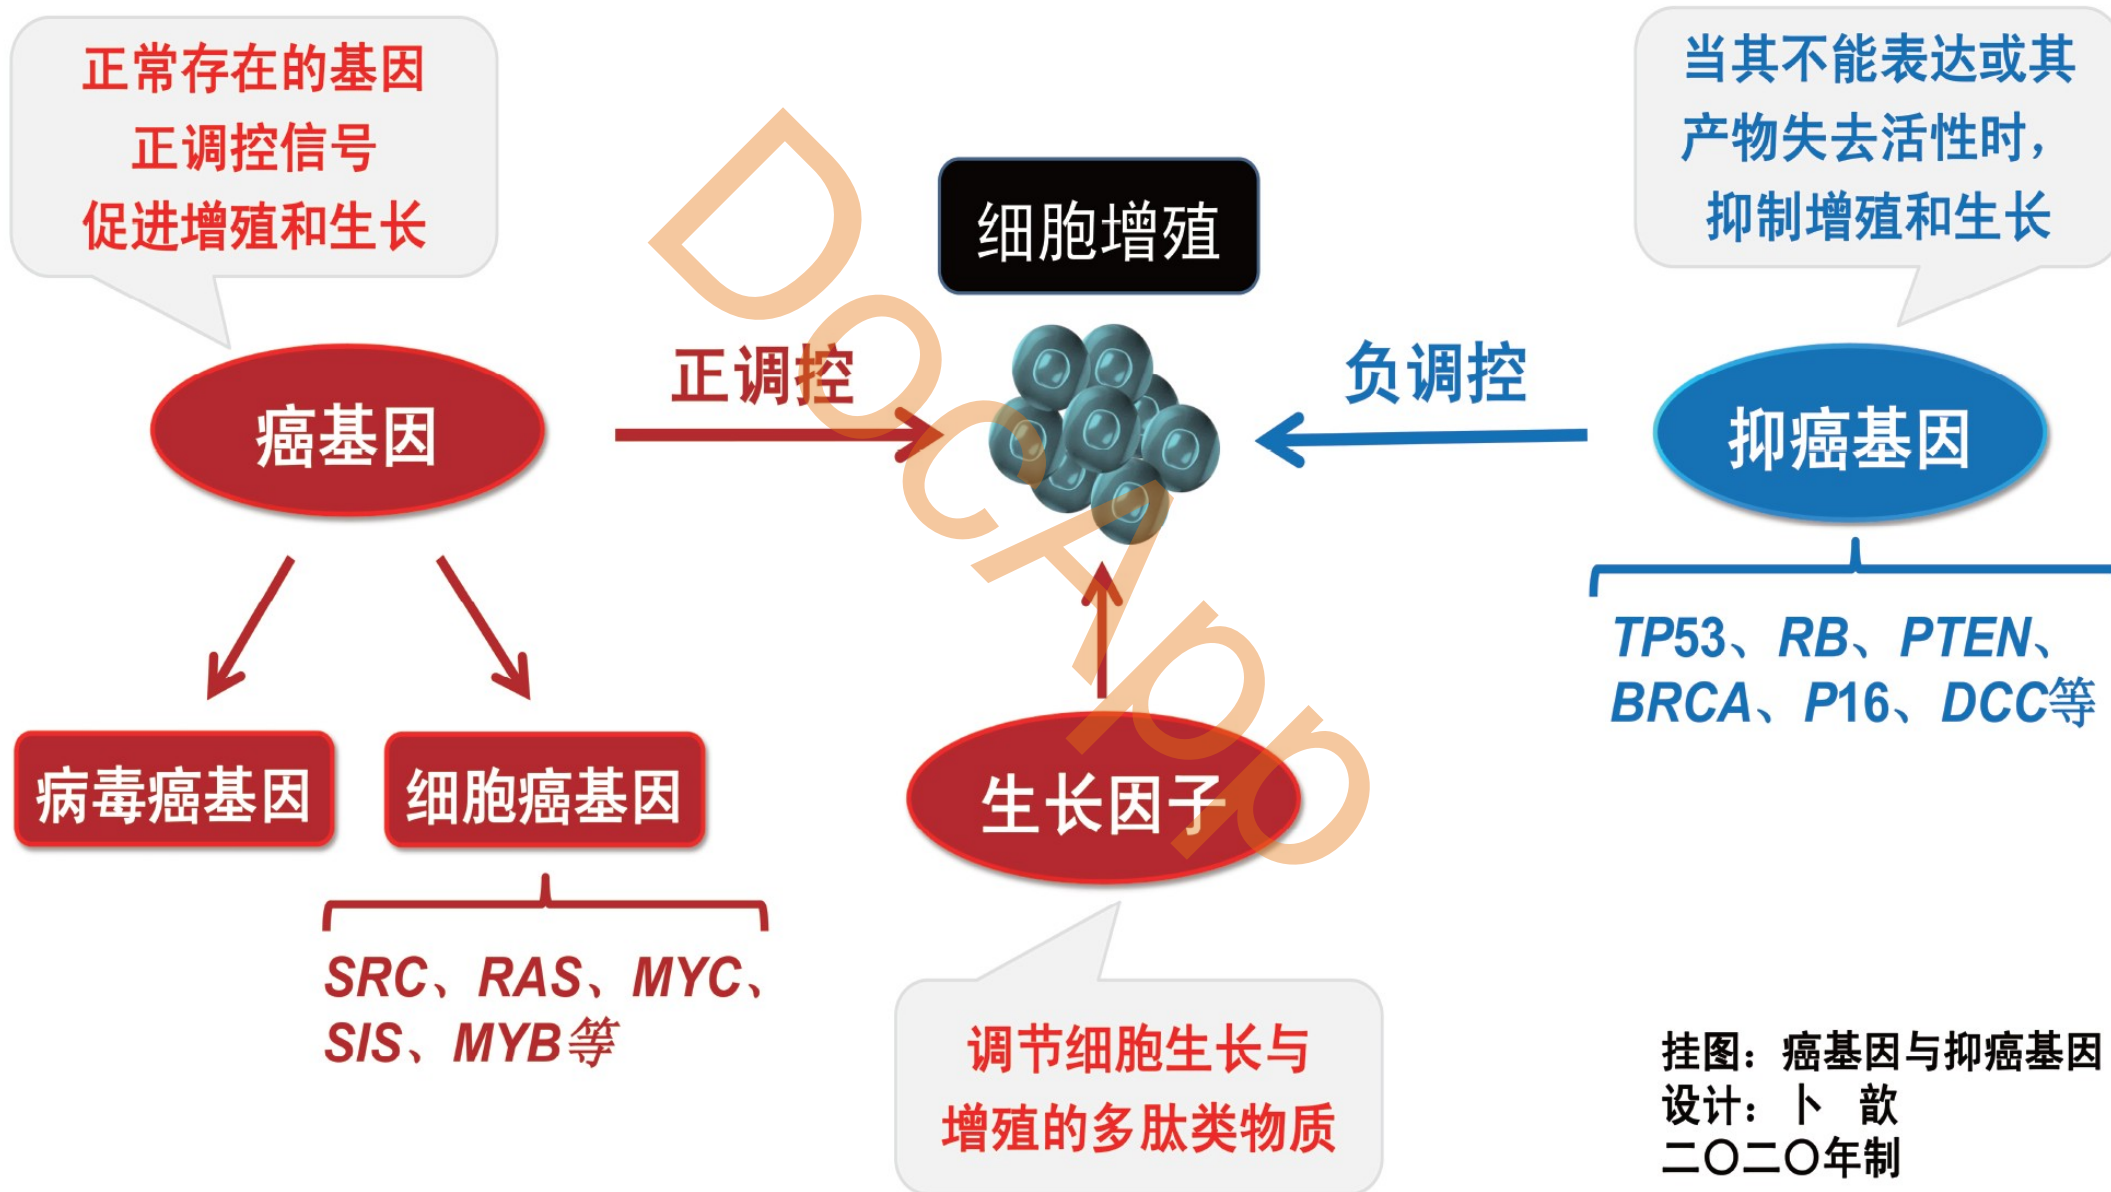 正常存在的基因
正调控信号
促进增殖和生长
细胞增殖
当其不能表达或其
产物失去活性时，
抑制增殖和生长
癌基因
正调控
负调控
抑癌基因
TP53、RB、PTEN、
BRCA、P16、DCC等
病毒癌基因
细胞癌基因
SRC、RAS、MYC、
SIS、MYB等
生长因子
调节细胞生长与
增殖的多肽类物质
挂图：癌基因与抑癌基因
设计：卜 歆
二〇二〇年制
DocApp